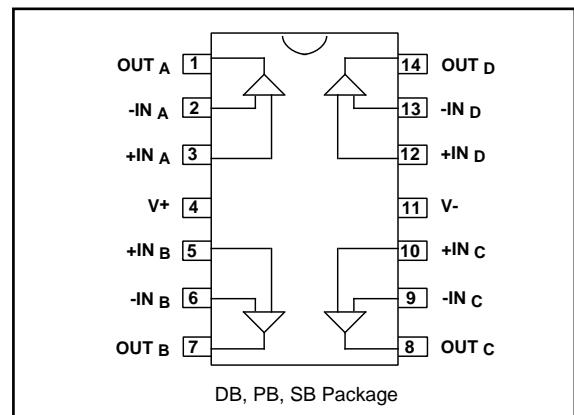 OUT A 1 14 OUT D
-IN A 2 13 -IN D
+IN A 3 12 +IN D
V+ 4 11 V-
+IN B 5 10 +IN C
-IN B 6 9 -IN C
OUT B 7 8 OUT C
DB, PB, SB Package